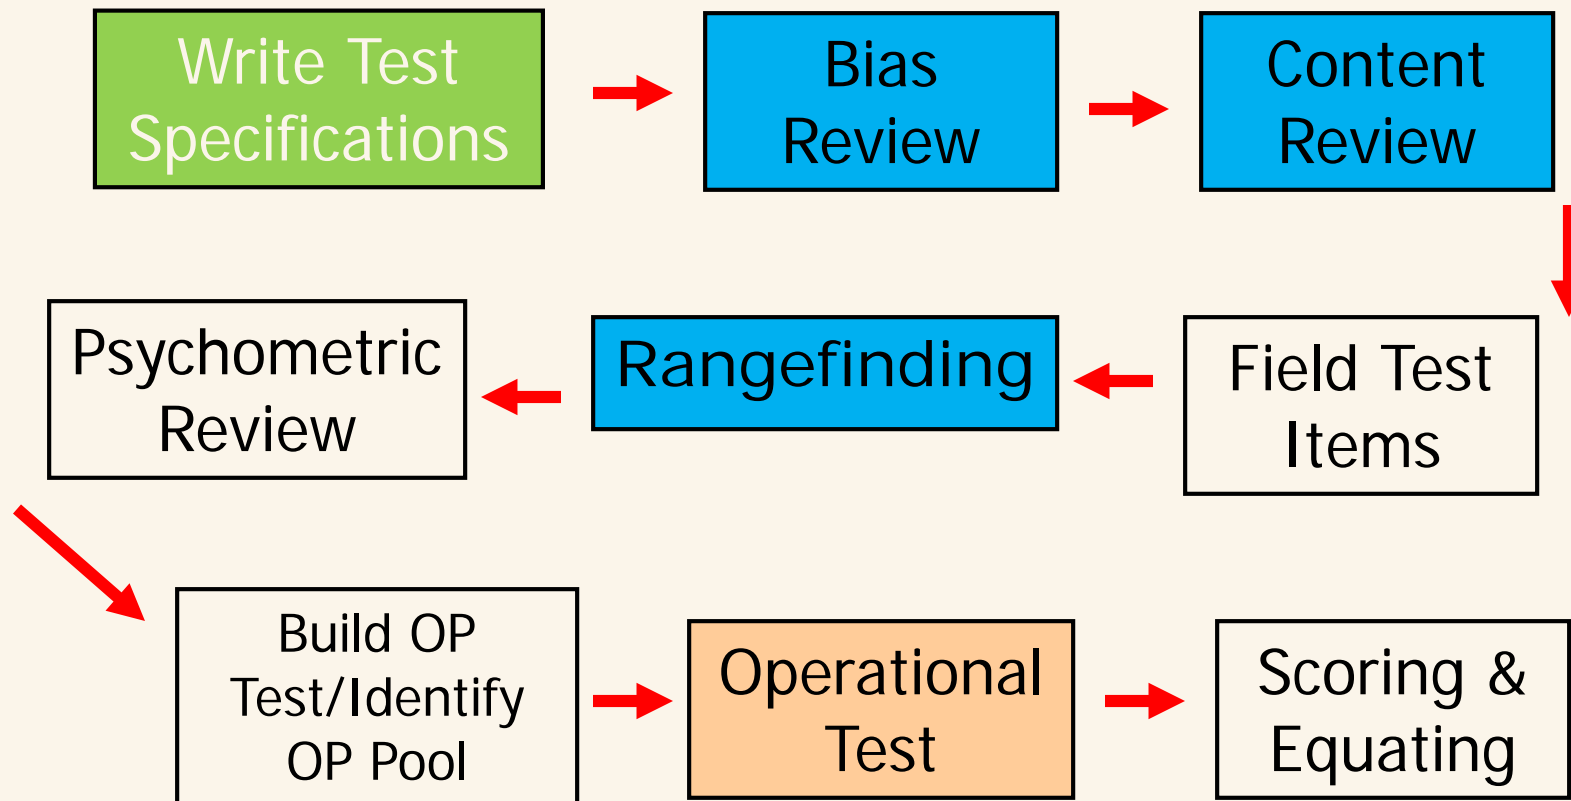 Write Test
Specifications
Bias
Review
Content
Review
Field Test
Items
Rangefinding
Psychometric
Review
Build OP
Test/Identify
OP Pool
Operational
Test
Scoring &
Equating